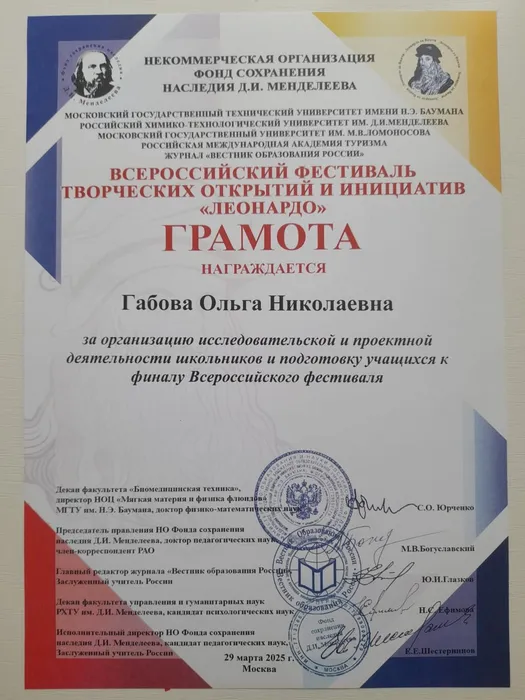 НЕКОММЕРЧЕСКАЯ ОРГАНИЗАЦИЯ
ФОНД СОХРАНЕНИЯ
НАСЛЕДИЯ Д.И. МЕНДЕЛЕЕВА
МОСКОВСКИЙ ГОСУДАРСТВЕННЫЙ ТЕХНИЧЕСКИЙ УНИВЕРСИТЕТ ИМЕНИ Н.Э. БАУМАНА
РОССИЙСКИЙ ХИМИКО-ТЕХНОЛОГИЧЕСКИЙ УНИВЕРСИТЕТ ИМ. Д.И.МЕНДЕЛЕЕВА
МОСКОВСКИЙ ГОСУДАРСТВЕННЫЙ УНИВЕРСИТЕТ ИМ. М.В.ЛОМОНОСОВА
РОССИЙСКАЯ МЕЖДУНАРОДНАЯ АКАДЕМИЯ ТУРИЗМА
ЖУРНАЛ «ВЕСТНИК ОБРАЗОВАНИЯ РОССИИ»
ВСЕРОССИЙСКИЙ ФЕСТИВАЛЬ
ТВОРЧЕСКИХ ОТКРЫТИЙ И ИНИЦИАТИВ
«ЛЕОНАРДО»
ГРАМОТА
НАГРАЖДАЕТСЯ
Габова Ольга Николаевна
за организацию исследовательской и проектной
деятельности школьников и подготовку учащихся к
финалу Всероссийского фестиваля
Декан факультета «Биомедицинская техника»,
директор НОЦ «Мягкая материя и физика флюидов»
МГТУ им. Н.Э. Баумана, доктор физико-математических наук С.О. Юрченко
Председатель правления НО Фонда сохранения
наследия Д.И. Менделеева, доктор педагогических наук,
член-корреспондент РАО М.В.Богуславский
Главный редактор журнала «Вестник образования России»,
Заслуженный учитель России Ю.И.Глазков
Декан факультета управления и гуманитарных наук
РХТУ им. Д.И. Менделеева, кандидат психологических наук Н.С.Ефимова
Исполнительный директор НО Фонда сохранения
наследия Д.И. Менделеева, кандидат педагогических наук,
Заслуженный учитель России Е.Е.Шестерпинов
29 марта 2025 г.
Москва